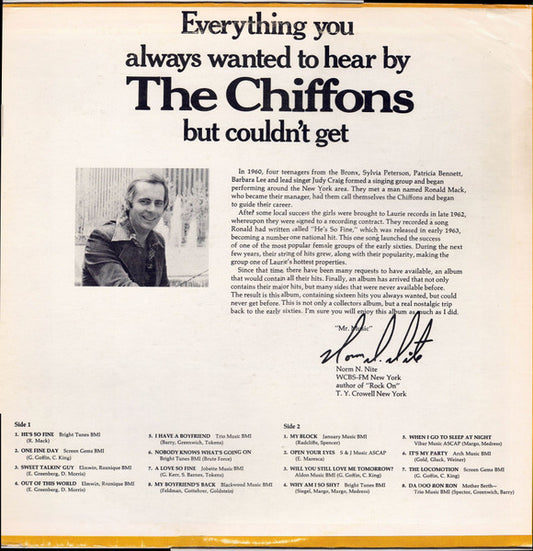 Everything you
always wanted to hear by
The Chiffons
but couldn't get
In 1960, four teenagers from the Bronx, Sylvia Peterson, Patricia Bennett,
Barbara Lee and lead singer Judy Craig formed a singing group and began
performing around the New York area. They met a man named Ronald Mack,
who became their manager, had them call themselves the Chiffons and began
to guide their career.
After some local success the girls were brought to Laurie records in late 1962,
whereupon they were signed to a recording contract. They recorded a song
Ronald had written called "He's So Fine," which was released in early 1963,
becoming a number one national hit. This one song launched the success
of one of the most popular female groups of the early sixties. During the next
few years, their string of hits grew, along with their popularity, making the
group one of Laurie's hottest properties.
Since that time there have been many requests to have available, an album
that would contain all their hits. Finally, an album has arrived that not only
contains their major hits, but many sides that were never available before.
The result is this album, containing sixteen hits you always wanted, but could
never get before. This is not only a collectors album, but a real nostalgic trip
back to the early sixties. I'm sure you will enjoy this album as much as I did.
"Mr. Music"
Norm N. Nite
Norm N. Nite
WCBS-FM New York
author of "Rock On"
T. Y. Crowell New York
Side 1
1. HE'S SO FINE Bright Tunes BMI
(R. Mack)
2. ONE FINE DAY Screen Gems BMI
(G. Goffin, C. King)
3. SWEET TALKIN' GUY Elmwin, Roznique BMI
(E. Greenberg, D. Morris)
4. OUT OF THIS WORLD Elmwin, Roznique BMI
(E. Greenberg, D. Morris)
5. I HAVE A BOYFRIEND Trio Music BMI
(Barry, Greenwich, Tokens)
6. NOBODY KNOWS WHAT'S GOING ON
Bright Tunes BMI (Brute Force)
7. A LOVE SO FINE Jobette Music BMI
(G. Kerr, S. Barnes, Tokens)
8. MY BOYFRIEND'S BACK Blackwood Music BMI
(Feldman, Gottehrer, Goldstein)
Side 2
1. MY BLOCK January Music BMI
(Radcliffe, Spencer)
2. OPEN YOUR EYES S & J Music ASCAP
(E. Maresca)
3. WILL YOU STILL LOVE ME TOMORROW?
Aldon Music BMI (G. Goffin, C. King)
4. WHY AM I SO SHY? Bright Tunes BMI
(Siegel, Margo, Margo, Medress)
5. WHEN I GO TO SLEEP AT NIGHT
Vibar Music ASCAP (Margo, Medress)
6. IT'S MY PARTY Arch Music BMI
(Gold, Gluck, Weiner)
7. THE LOCOMOTION Screen Gems BMI
(G. Goffin, C. King)
8. DA DOO RON RON Mother Berth—
Trio Music BMI (Spector, Greenwich, Barry)